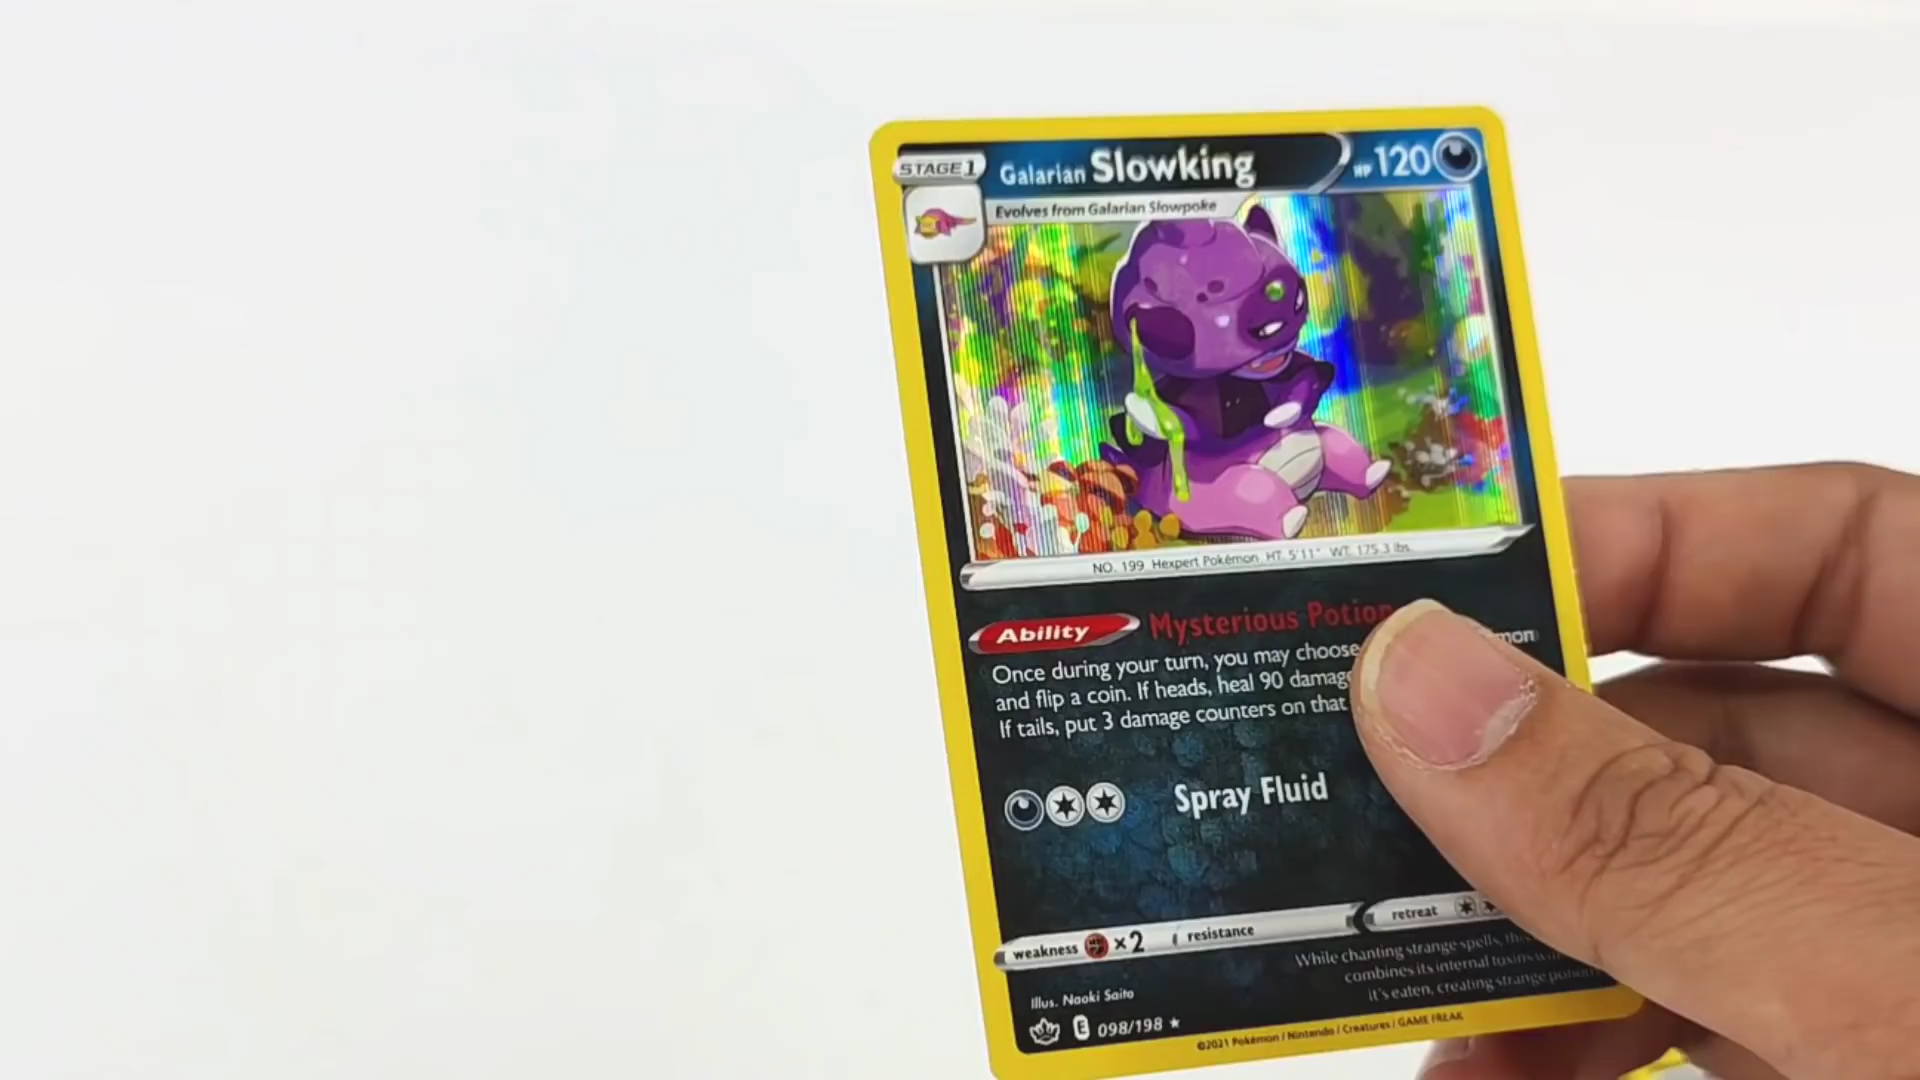 STAGE 1
Galarian Slowking
HP 120
Evolves from Galarian Slowpoke
NO. 199 Hexpert Pokémon HT. 5'11" WT. 175.3 lbs.
Ability Mysterious Potion
Once during your turn, you may choose
and flip a coin. If heads, heal 90 damage
If tails, put 3 damage counters on that
Spray Fluid
weakness ×2 resistance
retreat
While chanting strange spells, this
combines its internal toxins
it's eaten, creating strange potions
Illus. Naoki Saito
E 098/198 ★
©2021 Pokémon / Nintendo / Creatures / GAME FREAK